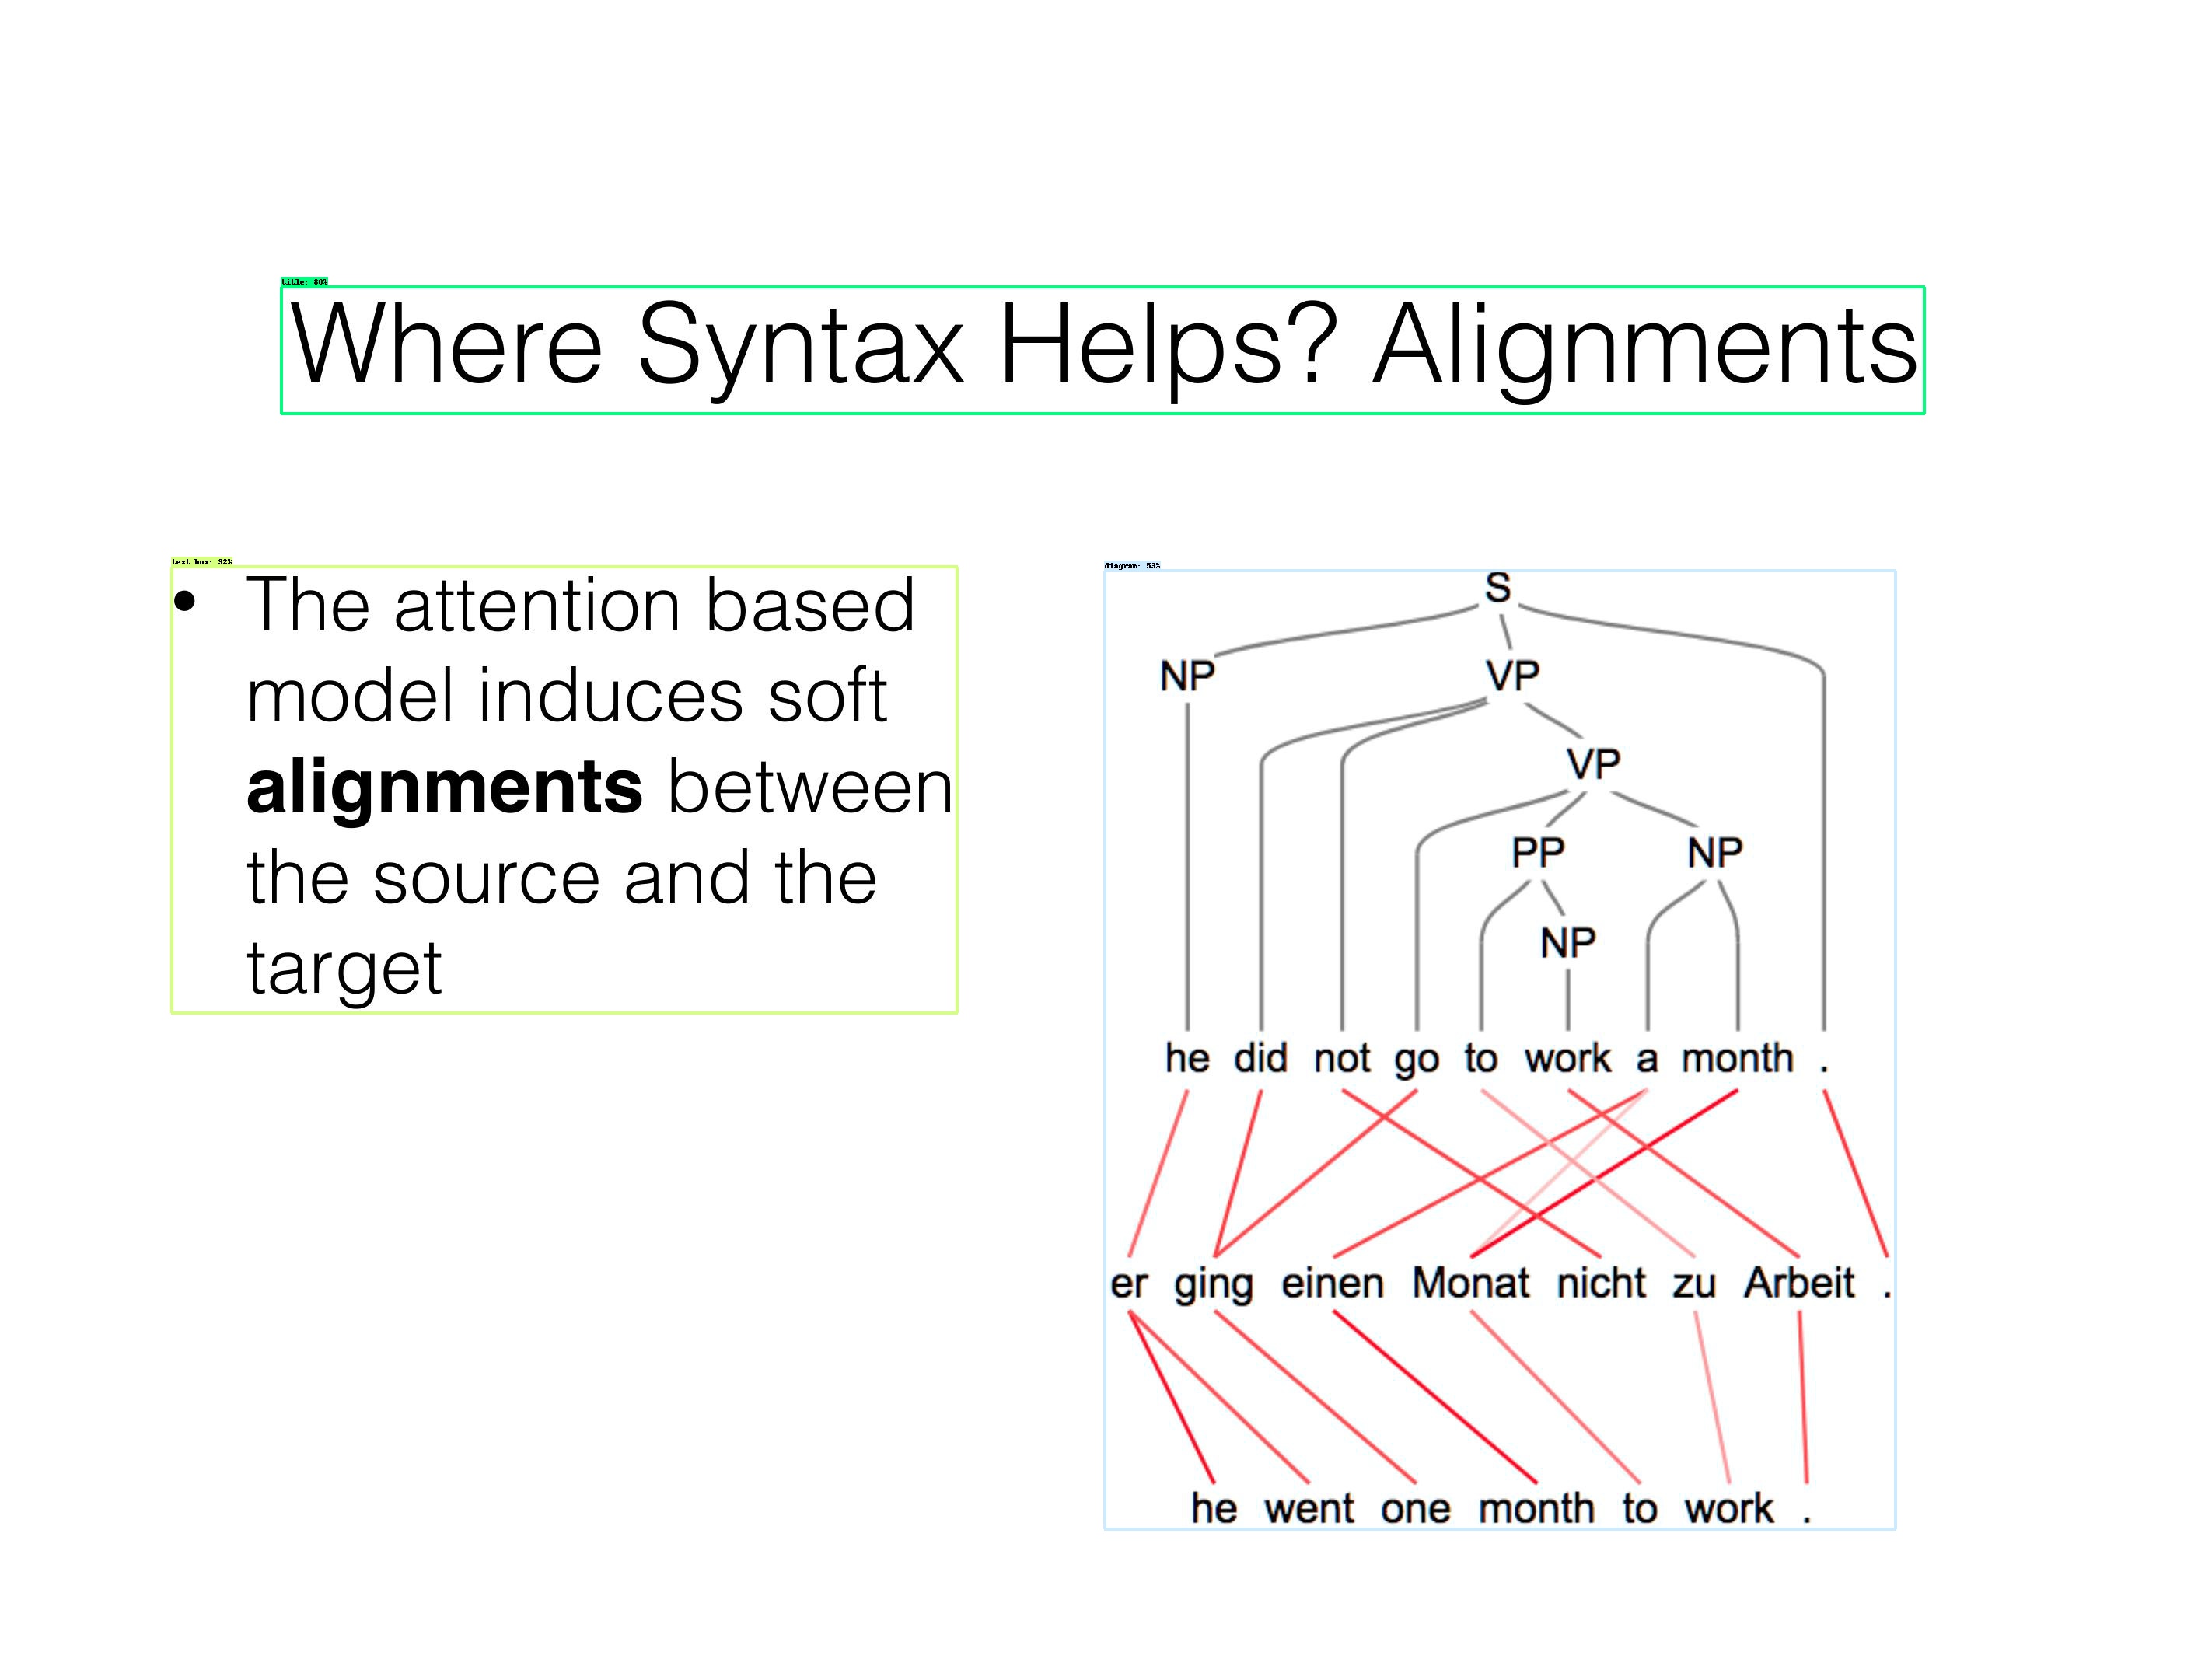 title: 80%
Where Syntax Helps? Alignments
text box: 92%
• The attention based
model induces soft
alignments between
the source and the
target
diagram: 53%
S
NP VP
VP
PP NP
NP
he did not go to work a month .
er ging einen Monat nicht zu Arbeit .
he went one month to work .